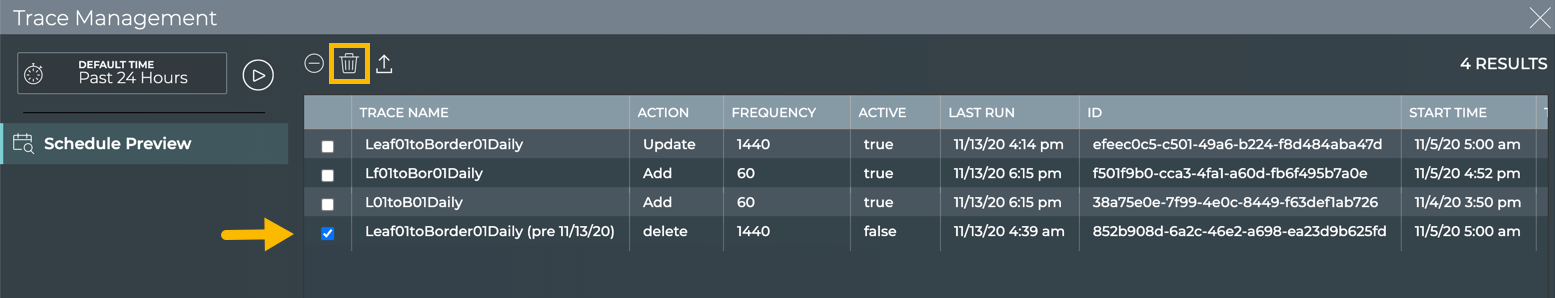 Trace Management
DEFAULT TIME
Past 24 Hours
4 RESULTS
Schedule Preview
TRACE NAME ACTION FREQUENCY ACTIVE LAST RUN ID START TIME
Leaf01toBorder01Daily Update 1440 true 11/13/20 4:14 pm efeec0c5-c501-49a6-b224-f8d484aba47d 11/5/20 5:00 am
Lf01toBor01Daily Add 60 true 11/13/20 6:15 pm f501f9b0-cca3-4fa1-a60d-fb6f495b7a0e 11/5/20 4:52 pm
L01toB01Daily Add 60 true 11/13/20 6:15 pm 38a75e0e-7f99-4e0c-8449-f63def1ab726 11/4/20 3:50 pm
Leaf01toBorder01Daily (pre 11/13/20) delete 1440 false 11/13/20 4:39 am 852b908d-6a2c-46e2-a698-ea23d9b625fd 11/5/20 5:00 am